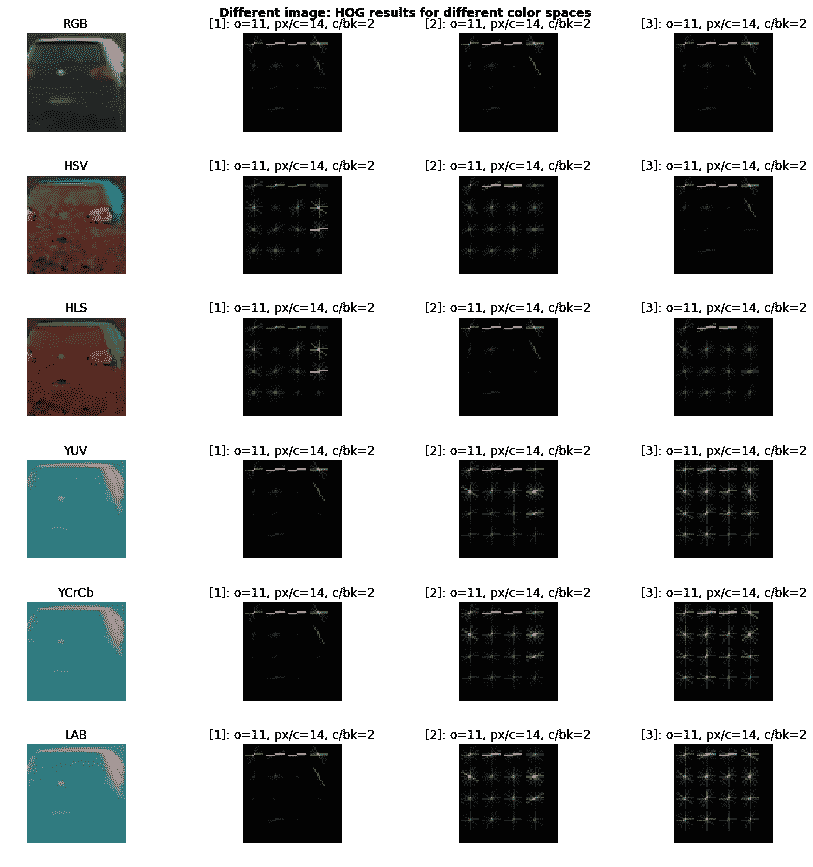 Different image: HOG results for different color spaces
RGB [1]: o=11, px/c=14, c/bk=2 [2]: o=11, px/c=14, c/bk=2 [3]: o=11, px/c=14, c/bk=2
HSV [1]: o=11, px/c=14, c/bk=2 [2]: o=11, px/c=14, c/bk=2 [3]: o=11, px/c=14, c/bk=2
HLS [1]: o=11, px/c=14, c/bk=2 [2]: o=11, px/c=14, c/bk=2 [3]: o=11, px/c=14, c/bk=2
YUV [1]: o=11, px/c=14, c/bk=2 [2]: o=11, px/c=14, c/bk=2 [3]: o=11, px/c=14, c/bk=2
YCrCb [1]: o=11, px/c=14, c/bk=2 [2]: o=11, px/c=14, c/bk=2 [3]: o=11, px/c=14, c/bk=2
LAB [1]: o=11, px/c=14, c/bk=2 [2]: o=11, px/c=14, c/bk=2 [3]: o=11, px/c=14, c/bk=2